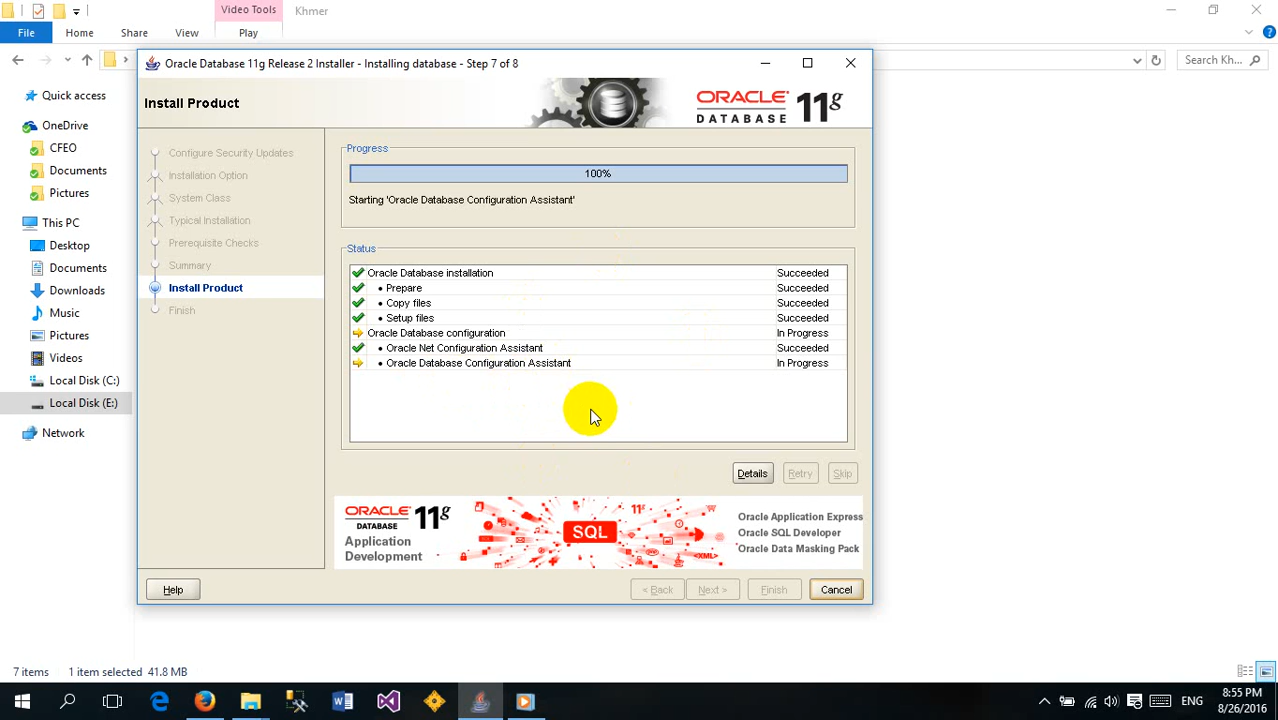 Video Tools
Khmer
File
Home
Share
View
Play
Search Kh...
Quick access
OneDrive
CFEO
Documents
Pictures
This PC
Desktop
Documents
Downloads
Music
Pictures
Videos
Local Disk (C:)
Local Disk (E:)
Network
Oracle Database 11g Release 2 Installer - Installing database - Step 7 of 8
Install Product
ORACLE
DATABASE
11g
Configure Security Updates
Installation Option
System Class
Typical Installation
Prerequisite Checks
Summary
Install Product
Finish
Progress
100%
Starting 'Oracle Database Configuration Assistant'
Status
Oracle Database installation Succeeded
• Prepare Succeeded
• Copy files Succeeded
• Setup files Succeeded
Oracle Database configuration In Progress
• Oracle Net Configuration Assistant Succeeded
• Oracle Database Configuration Assistant In Progress
Details
Retry
Skip
ORACLE
DATABASE
11g
Application
Development
11g
SQL
<XML>
Oracle Application Express
Oracle SQL Developer
Oracle Data Masking Pack
Help
< Back
Next >
Finish
Cancel
7 items 1 item selected 41.8 MB
ENG
8:55 PM
8/26/2016